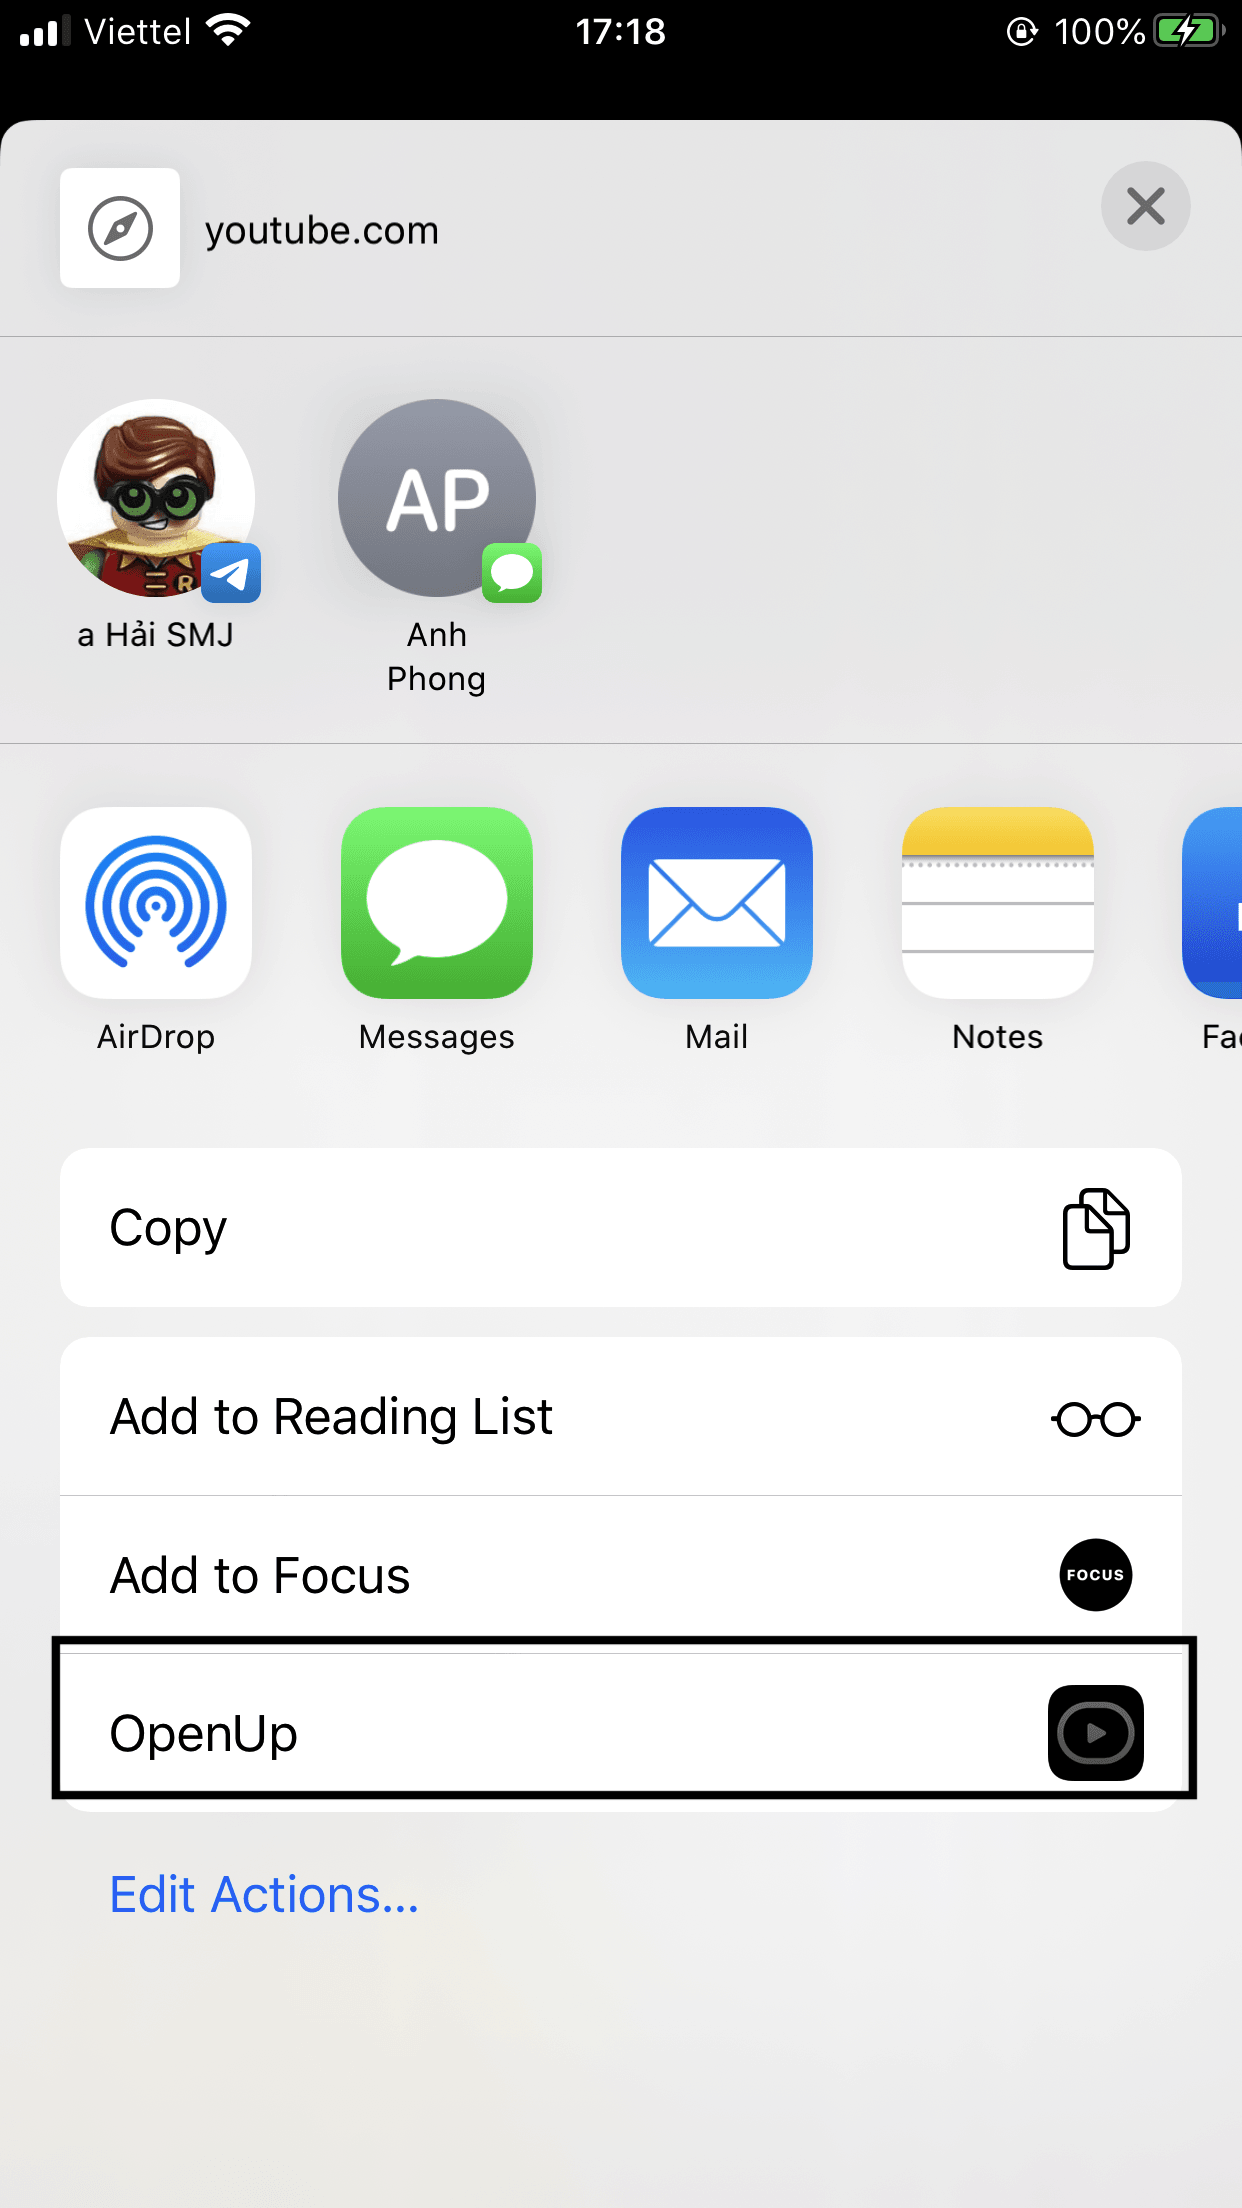 Viettel 17:18 100%
youtube.com
AP
R
a Hải SMJ
Anh
Phong
AirDrop Messages Mail Notes Fac
Copy
Add to Reading List
Add to Focus
FOCUS
OpenUp
Edit Actions...